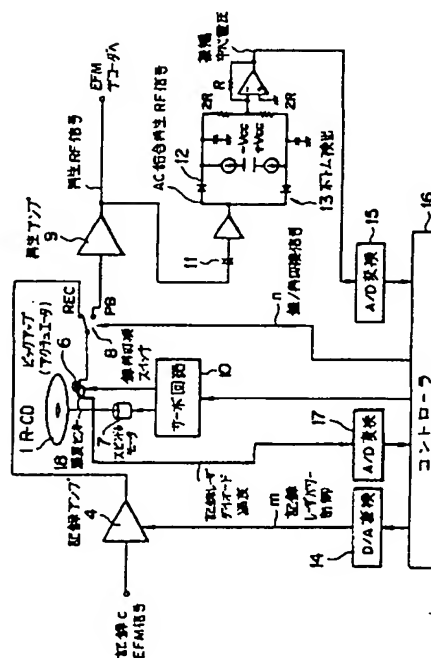 EFM
デコーダへ
再生RF信号
再生アンプ
9
REC
PB
8
録再切換
スイッチ
ピックアップ
(アクチュエータ)
6
1 R-CD
18
温度センサ
7
スピンドル
モータ
サーボ回路
10
記録アンプ
4
記録
EFM信号
11
AC結合再生RF信号
12
-Vcc
+Vcc
2R
R
2R
振幅
中心電圧
13 ボトム検出
録/再切換信号
n
記録レーザ
ダイオード
温度
m
記録
レーザパワー
制御
14
D/A変換
17
A/D変換
15
A/D変換
コントローラ
16